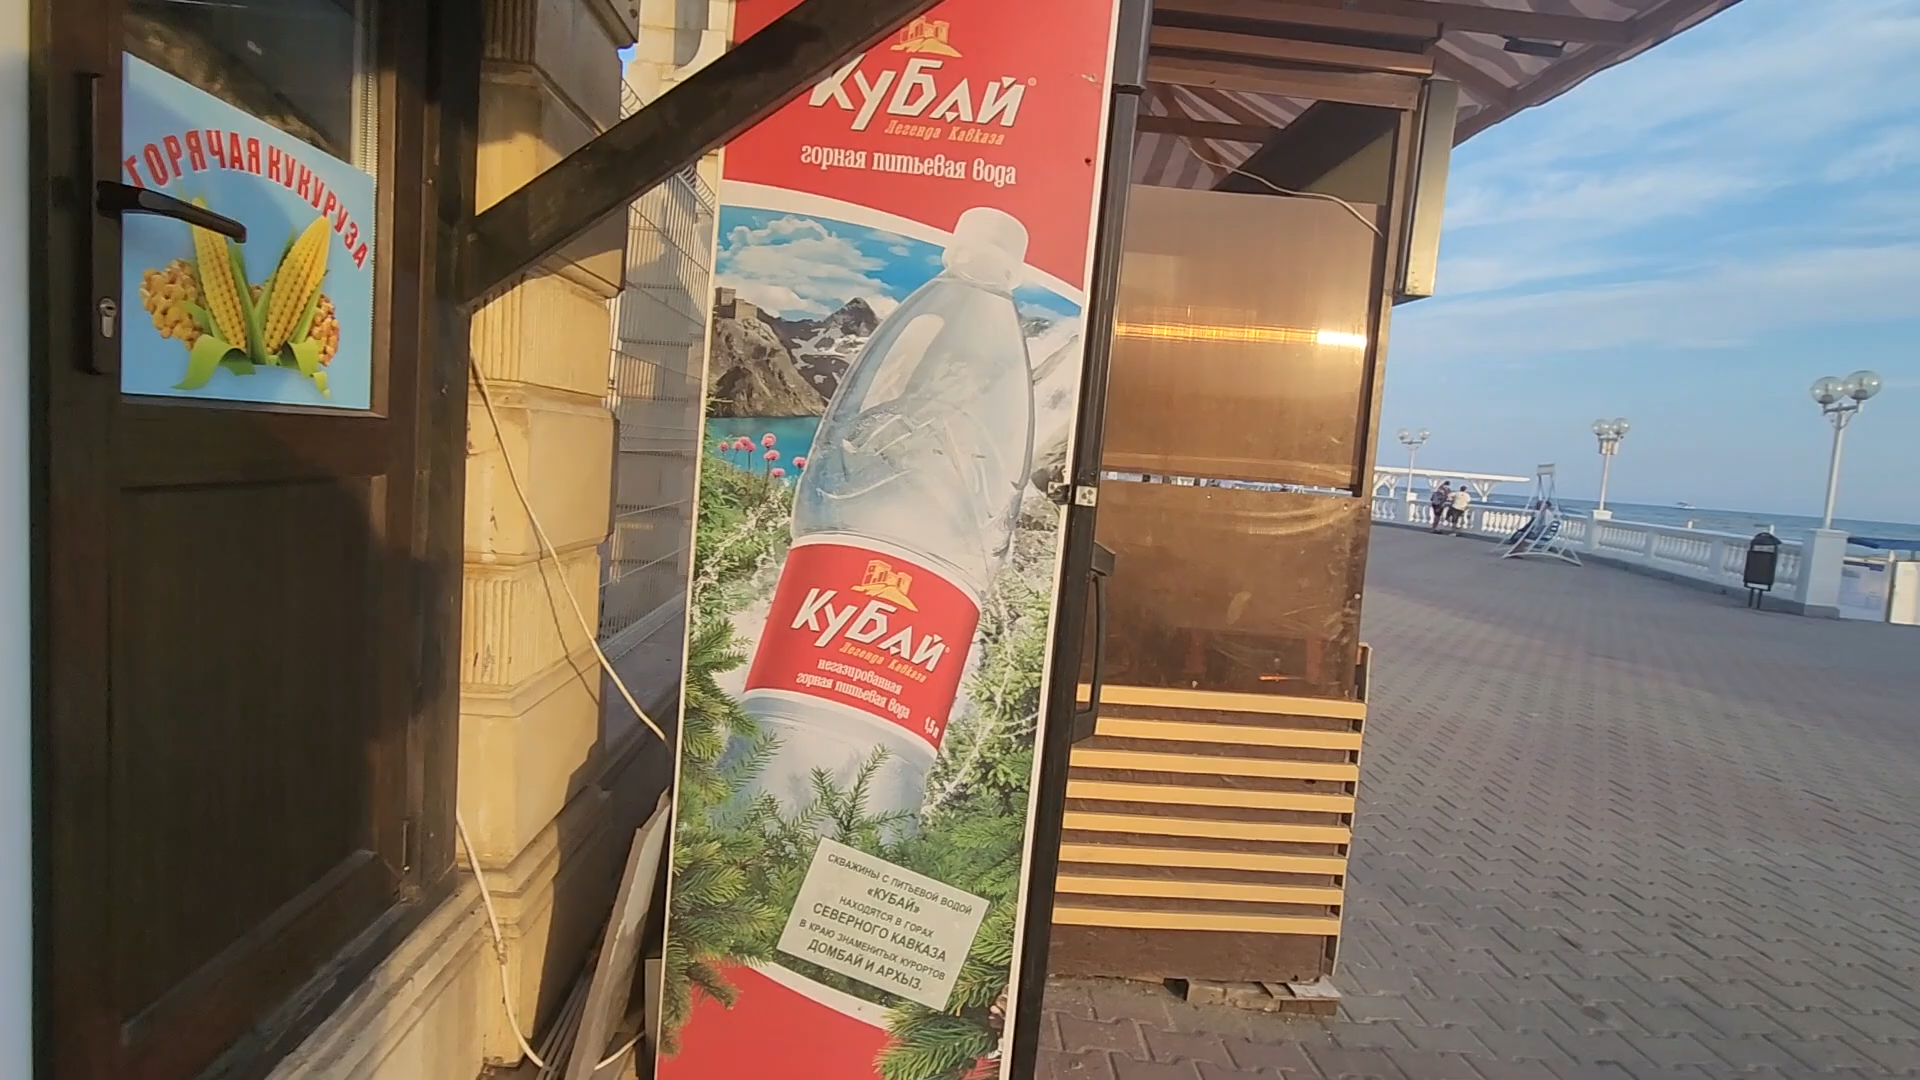 ГОРЯЧАЯ КУКУРУЗА
КУБАЙ
Легенда Кавказа
горная питьевая вода
КУБАЙ
Легенда Кавказа
негазированная
горная питьевая вода
1,5 л
СКВАЖИНЫ С ПИТЬЕВОЙ ВОДОЙ
«КУБАЙ»
НАХОДЯТСЯ В ГОРАХ
СЕВЕРНОГО КАВКАЗА
В КРАЮ ЗНАМЕНИТЫХ КУРОРТОВ
ДОМБАЙ И АРХЫЗ.